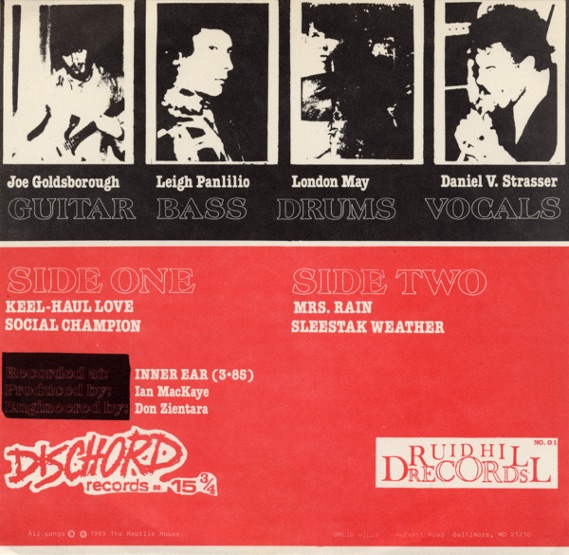 Joe Goldsborough
GUITAR
Leigh Panlilio
BASS
London May
DRUMS
Daniel V. Strasser
VOCALS
SIDE ONE
KEEL-HAUL LOVE
SOCIAL CHAMPION
SIDE TWO
MRS. RAIN
SLEESTAK WEATHER
Recorded at: INNER EAR (3•85)
Produced by: Ian MacKaye
Engineered by: Don Zientara
DISCHORD
records 15 3/4
NO. 01
DRUID HILL
RECORDS
All songs © ℗ 1985 The Reptile House
Road Baltimore, MD 21210